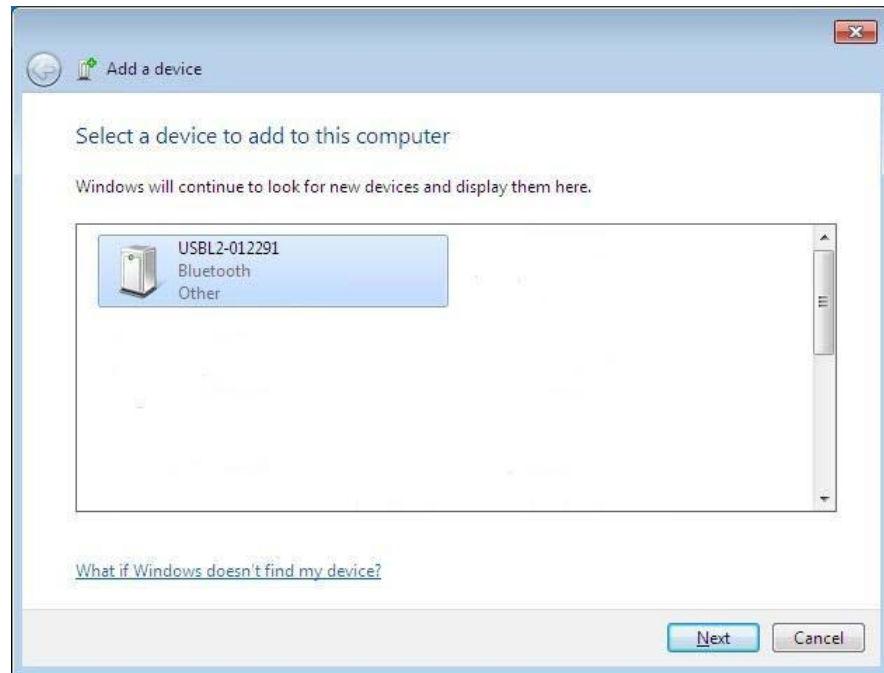 Add a device
Select a device to add to this computer
Windows will continue to look for new devices and display them here.
USBL2-012291
Bluetooth
Other
What if Windows doesn't find my device?
Next
Cancel